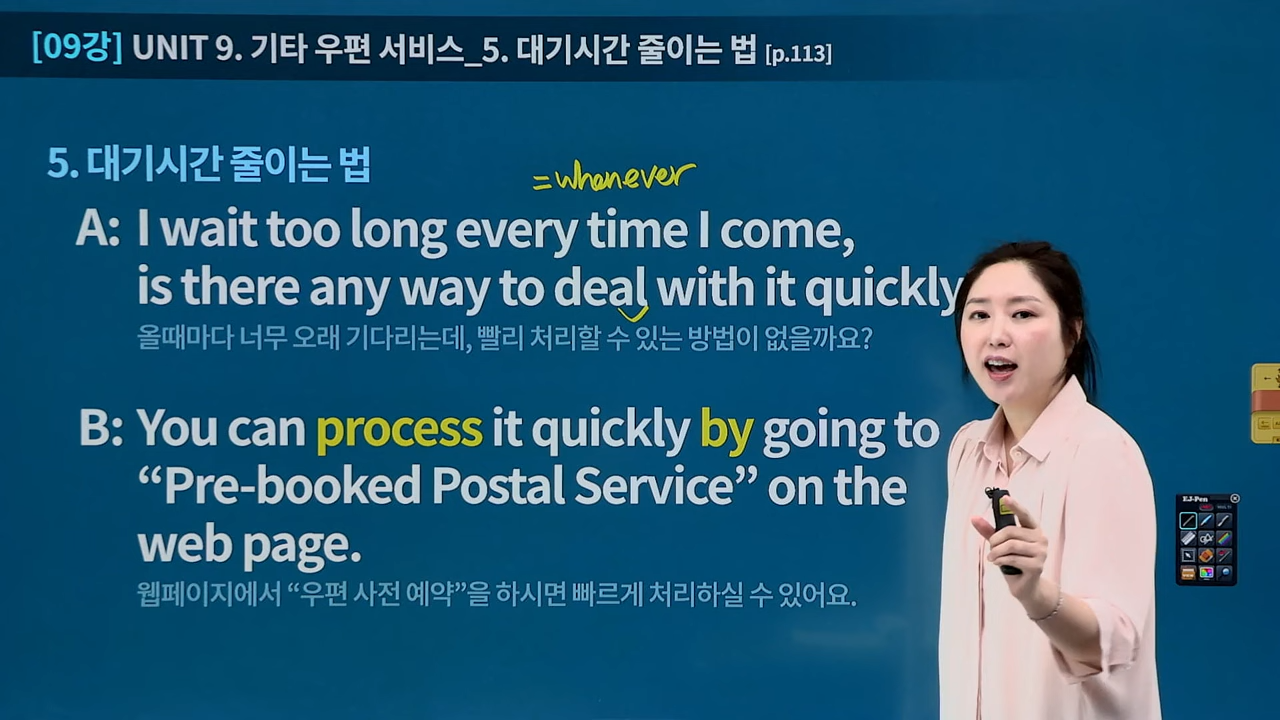 [09강] UNIT 9. 기타 우편 서비스_5. 대기시간 줄이는 법 [p.113]
5. 대기시간 줄이는 법
=whenever
A: I wait too long every time I come,
is there any way to deal with it quickly
올때마다 너무 오래 기다리는데, 빨리 처리할 수 있는 방법이 없을까요?
B: You can process it quickly by going to
“Pre-booked Postal Service” on the
web page.
웹페이지에서 “우편 사전 예약”을 하시면 빠르게 처리하실 수 있어요.
EJ-Pen